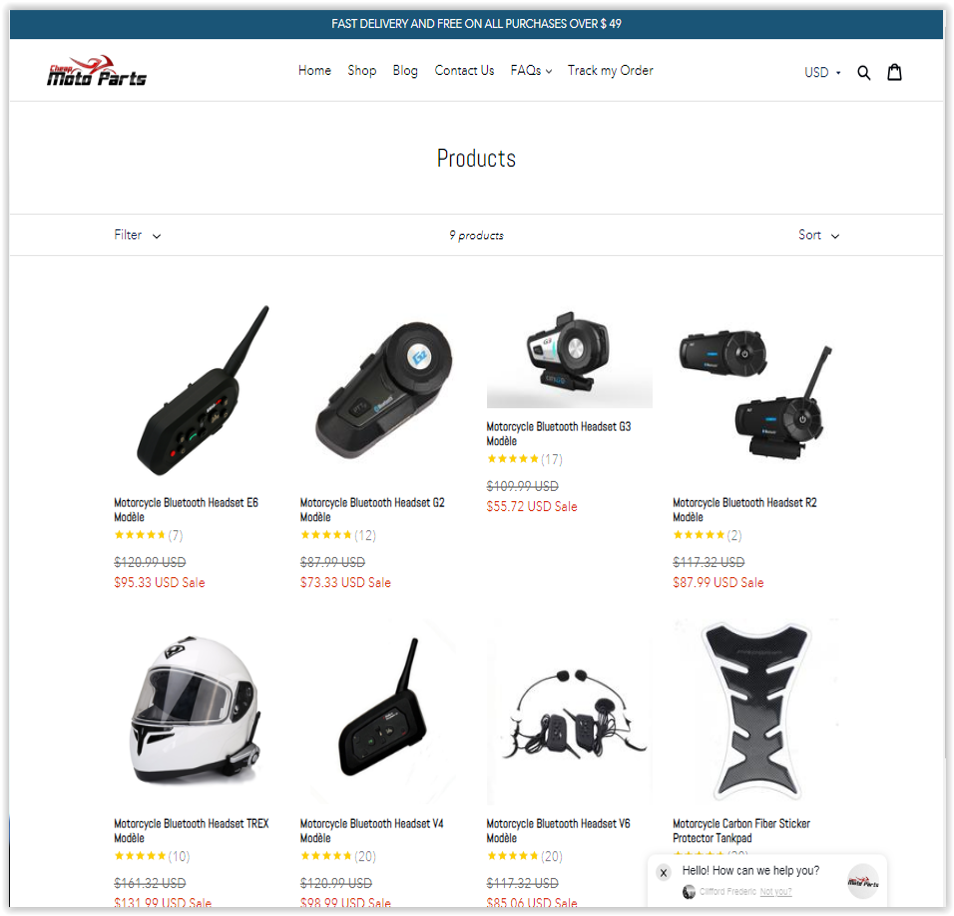 FAST DELIVERY AND FREE ON ALL PURCHASES OVER $ 49
Cheap
Moto Parts
Home Shop Blog Contact Us FAQs Track my Order
USD
Products
Filter
9 products
Sort
G2
Bluetooth
G3
Motorcycle Bluetooth Headset E6
Modèle
(7)
$120.99 USD
$95.33 USD Sale
Motorcycle Bluetooth Headset G2
Modèle
(12)
$87.99 USD
$73.33 USD Sale
Motorcycle Bluetooth Headset G3
Modèle
(17)
$109.99 USD
$55.72 USD Sale
Motorcycle Bluetooth Headset R2
Modèle
(2)
$117.32 USD
$87.99 USD Sale
Motorcycle Bluetooth Headset TREX
Modèle
(10)
$161.32 USD
$131.99 USD Sale
Motorcycle Bluetooth Headset V4
Modèle
(20)
$120.99 USD
$98.99 USD Sale
Motorcycle Bluetooth Headset V6
Modèle
(20)
$117.32 USD
$85.06 USD Sale
Motorcycle Carbon Fiber Sticker
Protector Tankpad
X
Hello! How can we help you?
Clifford Frederic Not you?
Moto Parts